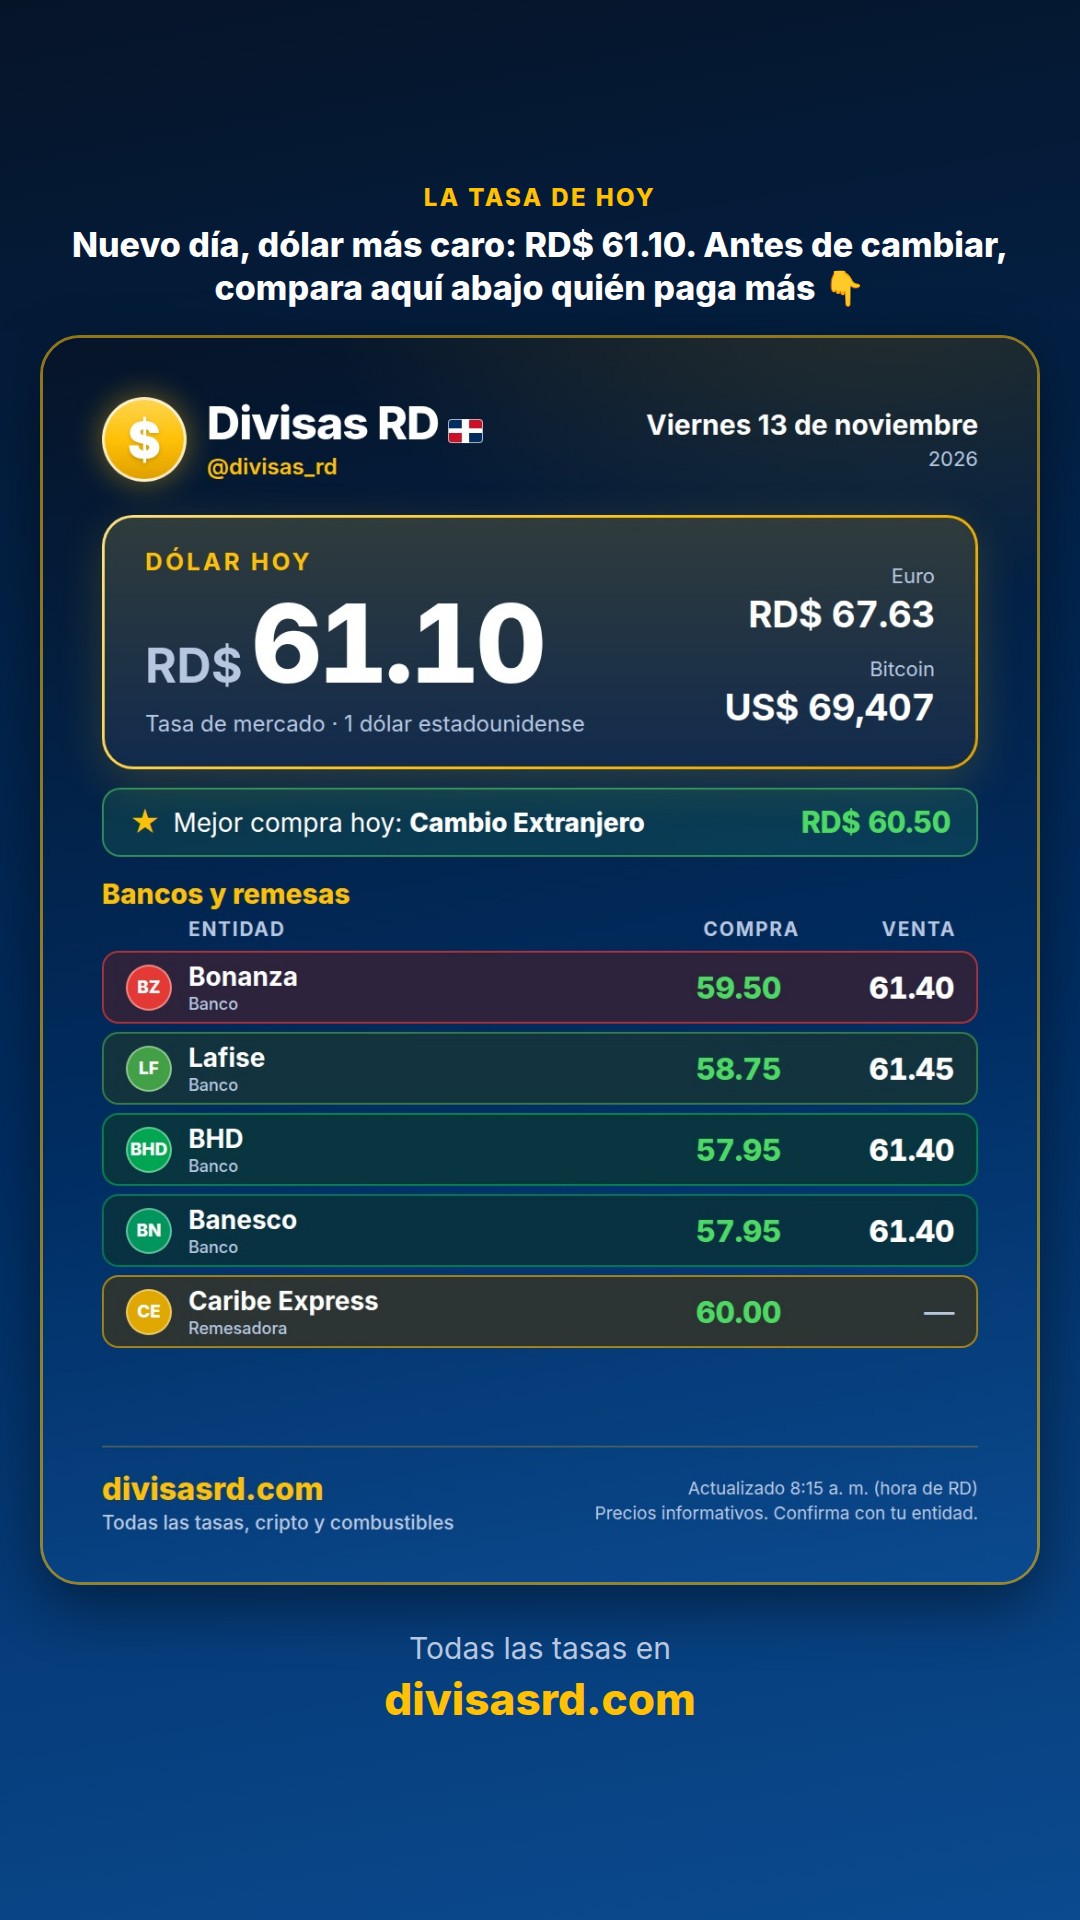 LA TASA DE HOY
Nuevo día, dólar más caro: RD$ 61.10. Antes de cambiar,
compara aquí abajo quién paga más 👇
$
Divisas RD 🇩🇴
@divisas_rd
Viernes 13 de noviembre
2026
DÓLAR HOY
RD$ 61.10
Tasa de mercado · 1 dólar estadounidense
Euro
RD$ 67.63
Bitcoin
US$ 69,407
★ Mejor compra hoy: Cambio Extranjero RD$ 60.50
Bancos y remesas
ENTIDAD COMPRA VENTA
BZ Bonanza 59.50 61.40
Banco
LF Lafise 58.75 61.45
Banco
BHD BHD 57.95 61.40
Banco
BN Banesco 57.95 61.40
Banco
CE Caribe Express 60.00 —
Remesadora
divisasrd.com
Todas las tasas, cripto y combustibles
Actualizado 8:15 a. m. (hora de RD)
Precios informativos. Confirma con tu entidad.
Todas las tasas en
divisasrd.com